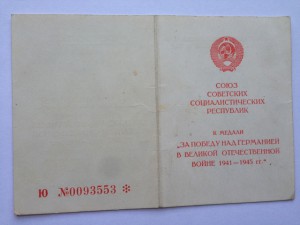 Ю №0093553 *
СОЮЗ
СОВЕТСКИХ
СОЦИАЛИСТИЧЕСКИХ
РЕСПУБЛИК
К МЕДАЛИ
„ЗА ПОБЕДУ НАД ГЕРМАНИЕЙ
В ВЕЛИКОЙ ОТЕЧЕСТВЕННОЙ
ВОЙНЕ 1941—1945 гг."